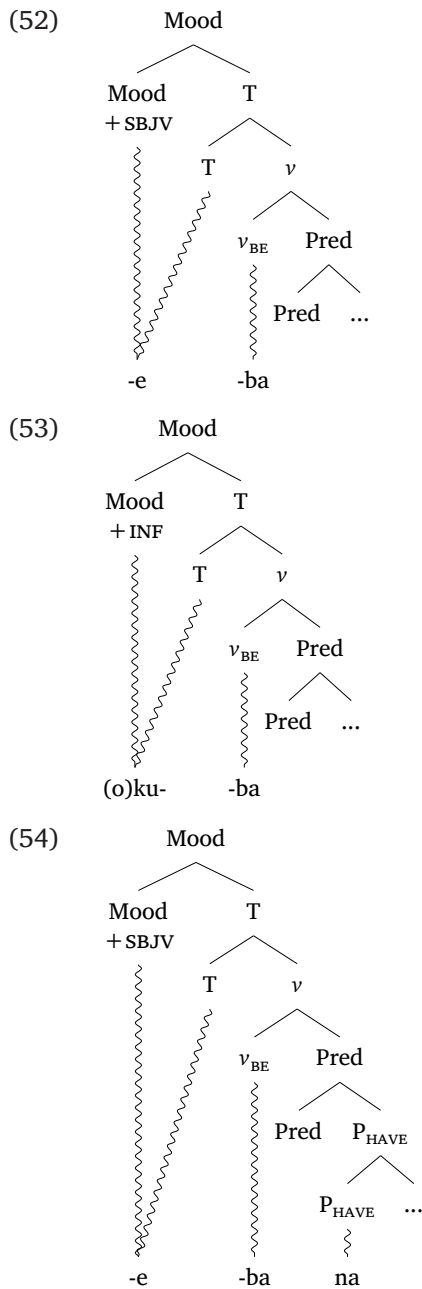 (52) Mood
Mood T
+SBJV
T v
vBE Pred
Pred ...
-e -ba
(53) Mood
Mood T
+INF
T v
vBE Pred
Pred ...
(o)ku- -ba
(54) Mood
Mood T
+SBJV
T v
vBE Pred
Pred PHAVE
PHAVE ...
-e -ba na